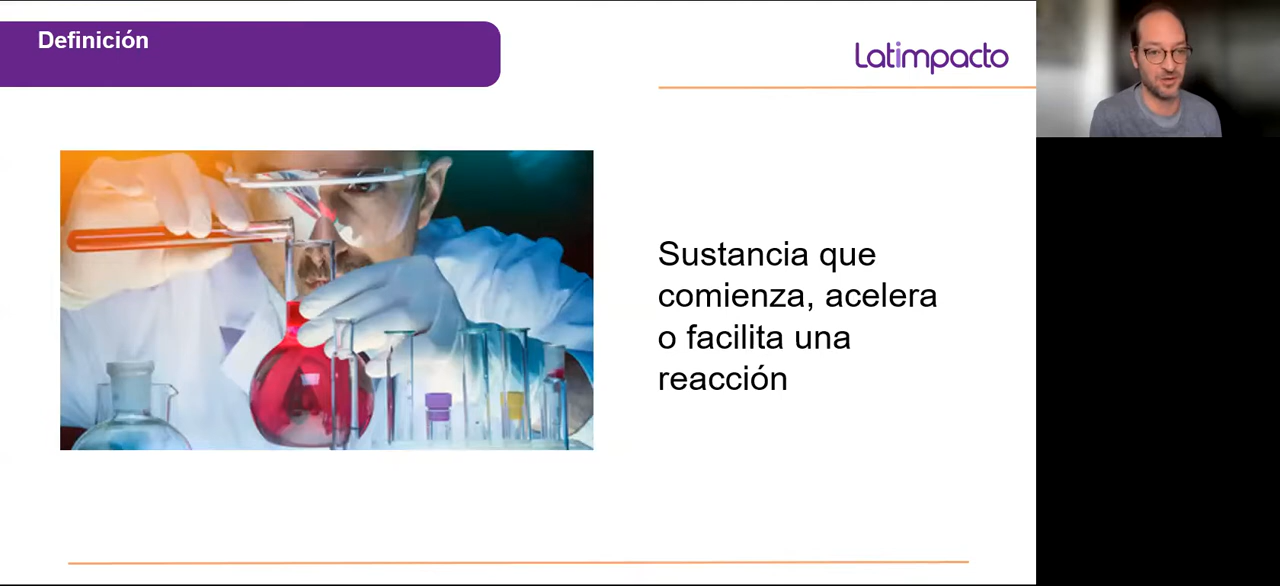 Definición
Latimpacto
Sustancia que
comienza, acelera
o facilita una
reacción